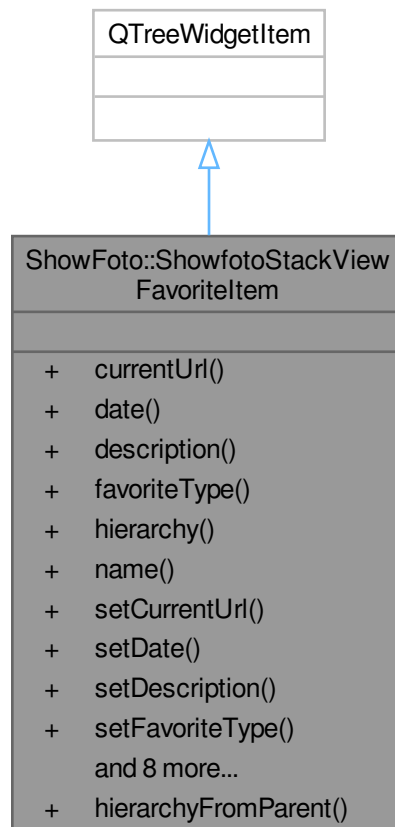 QTreeWidgetItem
ShowFoto::ShowfotoStackView
FavoriteItem
+ currentUrl()
+ date()
+ description()
+ favoriteType()
+ hierarchy()
+ name()
+ setCurrentUrl()
+ setDate()
+ setDescription()
+ setFavoriteType()
and 8 more...
+ hierarchyFromParent()